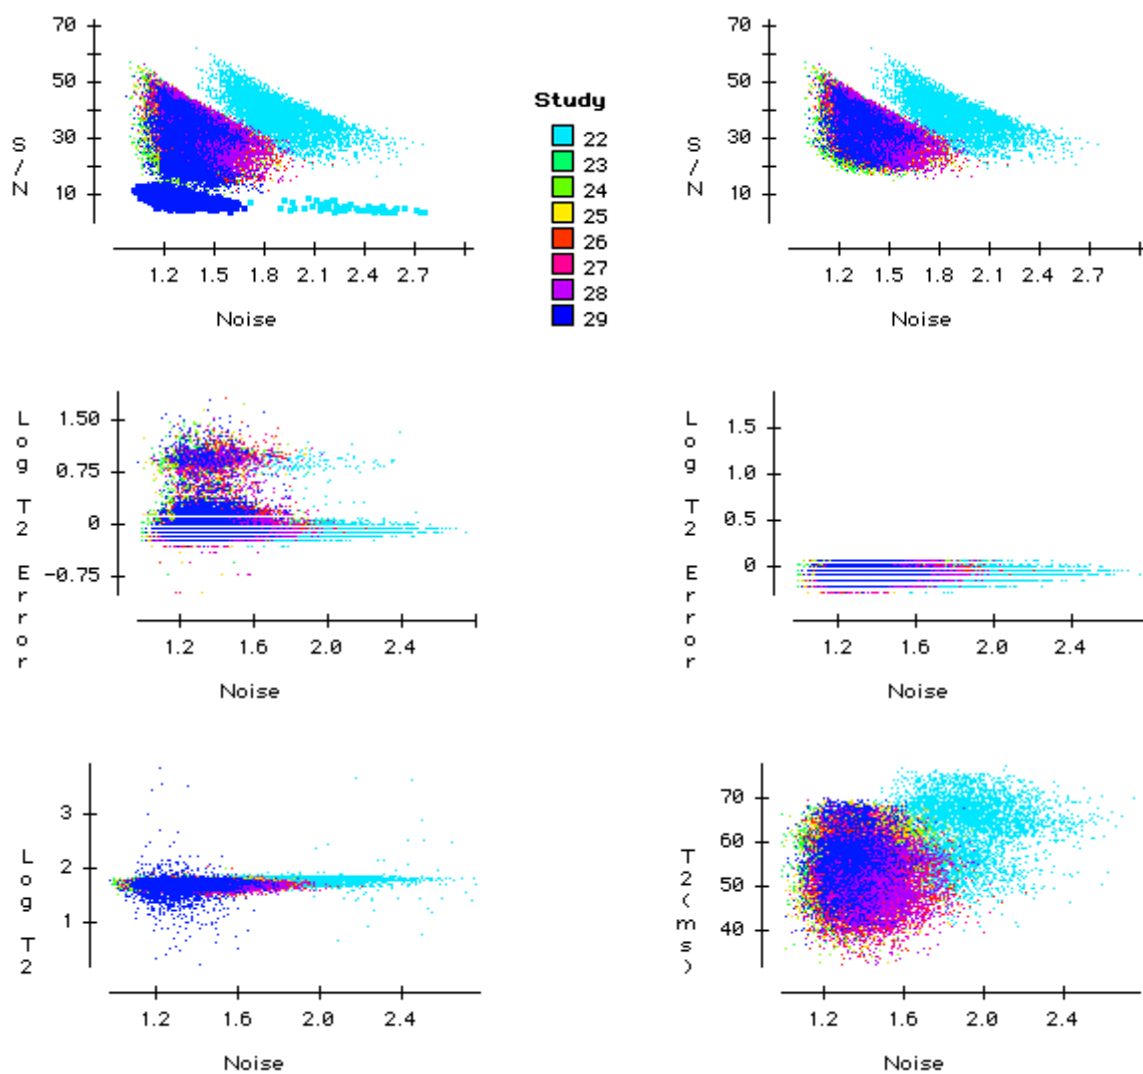 70
50
30
10
S/N
1.2 1.5 1.8 2.1 2.4 2.7
Noise
Study
22
23
24
25
26
27
28
29
70
50
30
10
S/N
1.2 1.5 1.8 2.1 2.4 2.7
Noise
Log T2 Error
1.50
0.75
0
-0.75
1.2 1.6 2.0 2.4
Noise
Log T2 Error
1.5
1.0
0.5
0
1.2 1.6 2.0 2.4
Noise
Log T2
3
2
1
1.2 1.6 2.0 2.4
Noise
T2(ms)
70
60
50
40
1.2 1.6 2.0 2.4
Noise